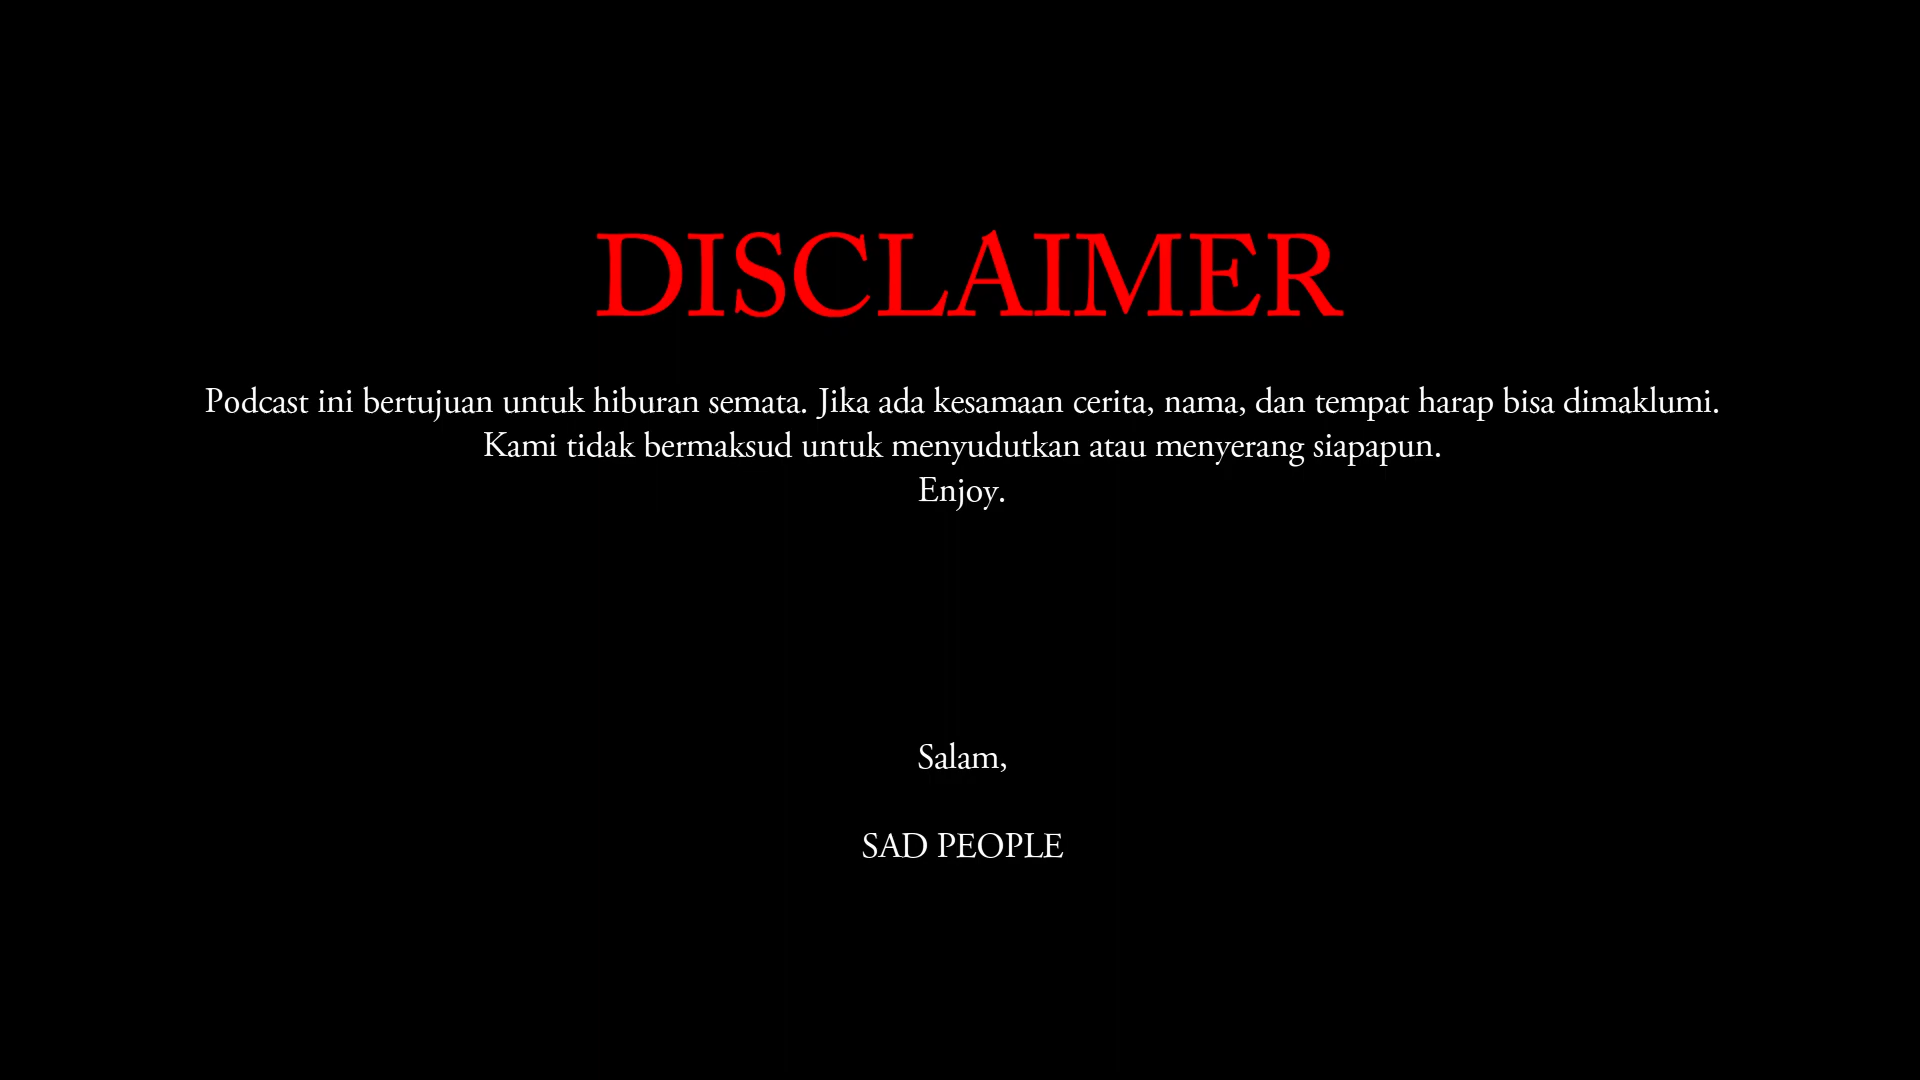 DISCLAIMER
Podcast ini bertujuan untuk hiburan semata. Jika ada kesamaan cerita, nama, dan tempat harap bisa dimaklumi.
Kami tidak bermaksud untuk menyudutkan atau menyerang siapapun.
Enjoy.
Salam,
SAD PEOPLE